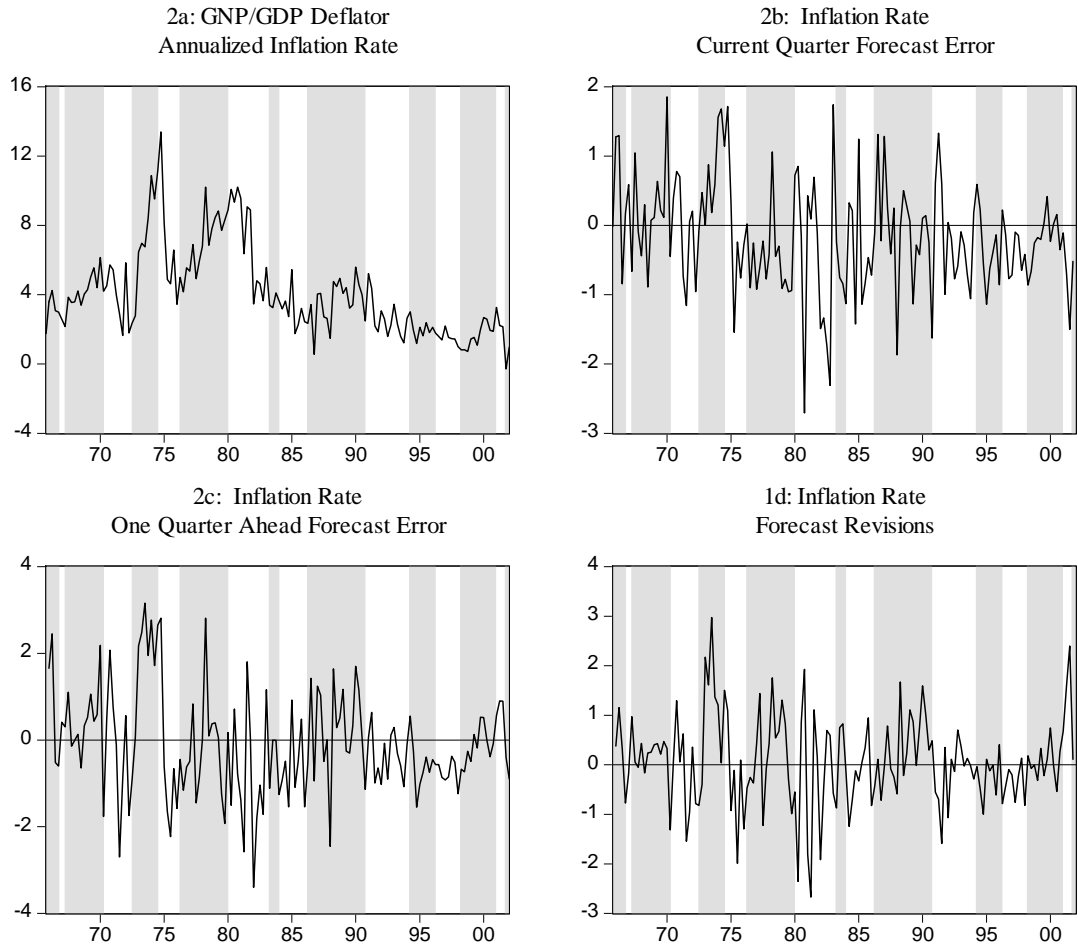 2a: GNP/GDP Deflator
Annualized Inflation Rate
16
12
8
4
0
-4
70 75 80 85 90 95 00
2b: Inflation Rate
Current Quarter Forecast Error
2
1
0
-1
-2
-3
70 75 80 85 90 95 00
2c: Inflation Rate
One Quarter Ahead Forecast Error
4
2
0
-2
-4
70 75 80 85 90 95 00
1d: Inflation Rate
Forecast Revisions
4
3
2
1
0
-1
-2
-3
70 75 80 85 90 95 00